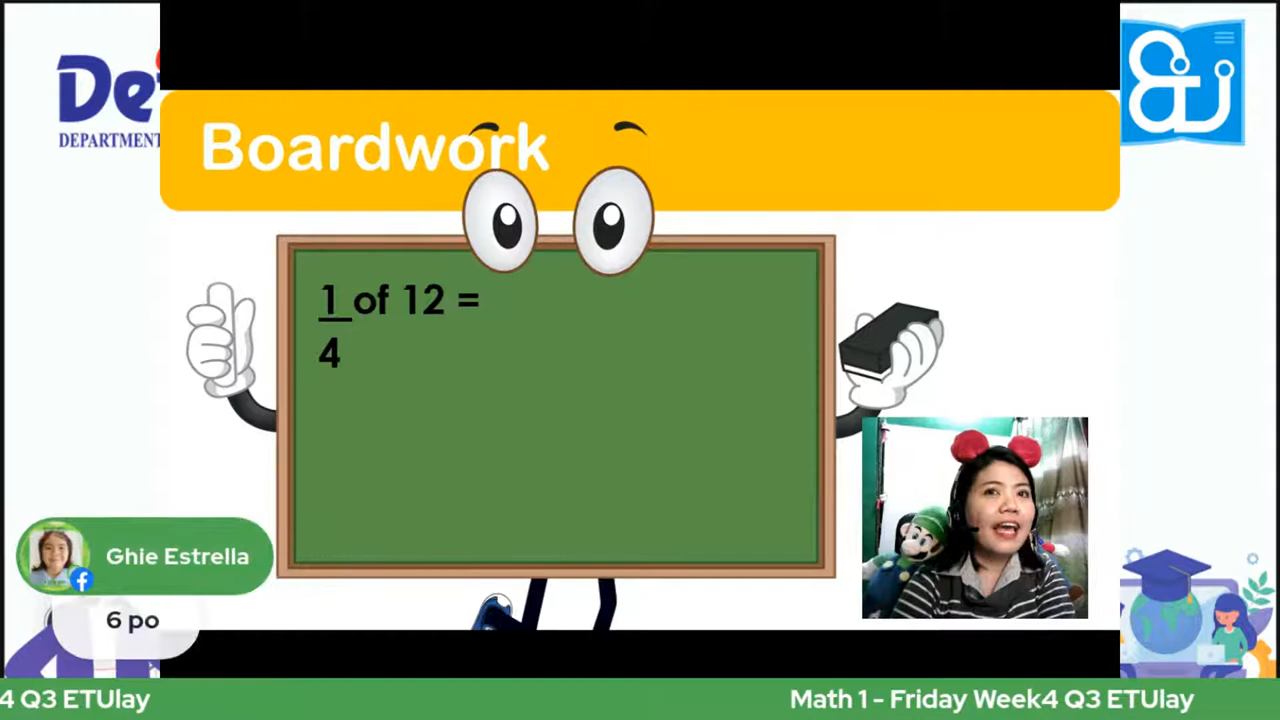 De
DEPARTMENT
Boardwork
1 of 12 =
4
Ghie Estrella
6 po
4 Q3 ETUlay
Math 1 - Friday Week4 Q3 ETUlay